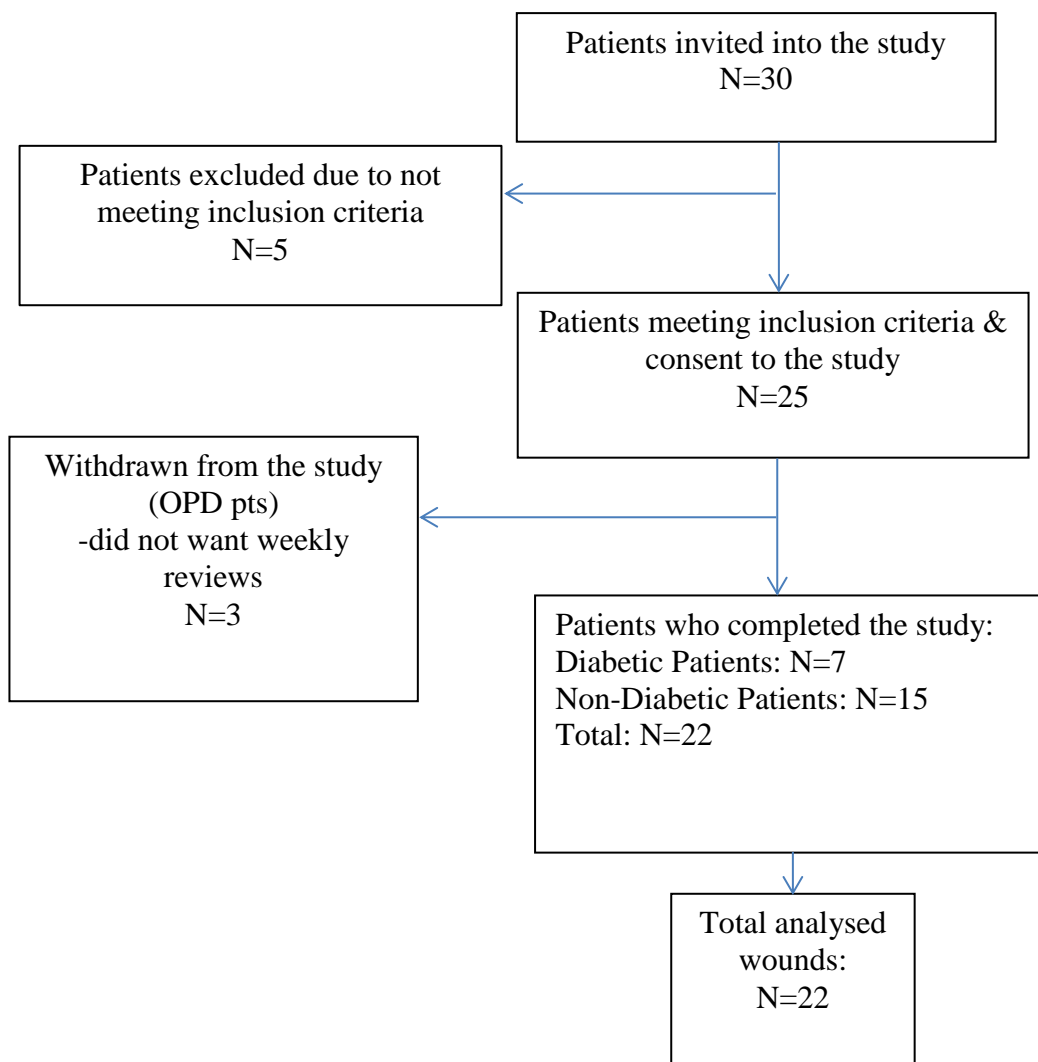 Patients invited into the study
N=30
Patients excluded due to not
meeting inclusion criteria
N=5
Patients meeting inclusion criteria &
consent to the study
N=25
Withdrawn from the study
(OPD pts)
-did not want weekly
reviews
N=3
Patients who completed the study:
Diabetic Patients: N=7
Non-Diabetic Patients: N=15
Total: N=22
Total analysed
wounds:
N=22